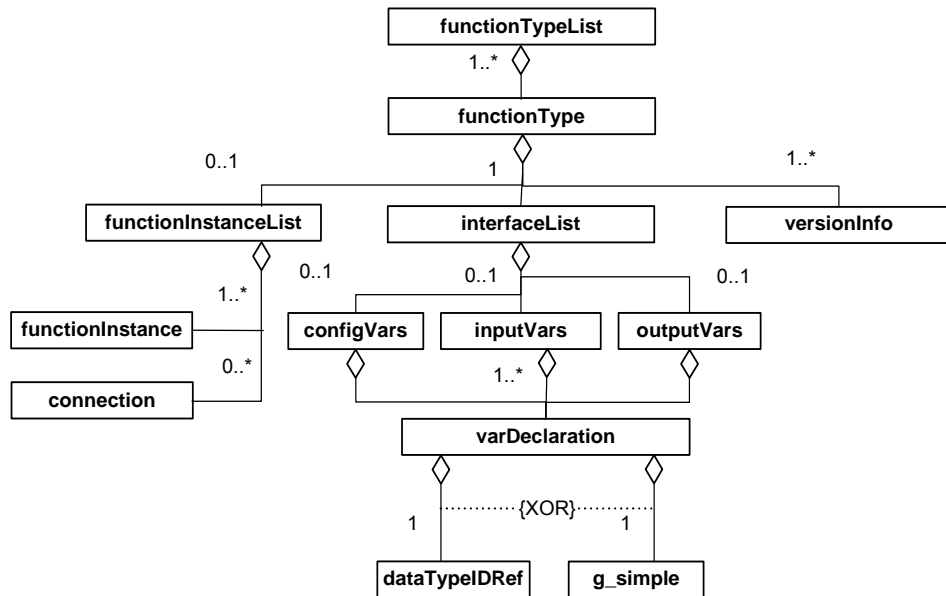 functionTypeList
1..*
functionType
0..1
1
1..*
functionInstanceList
interfaceList
versionInfo
0..1
0..1
0..1
1..*
functionInstance
configVars
inputVars
outputVars
0..*
1..*
connection
varDeclaration
{XOR}
1
1
dataTypeIDRef
g_simple